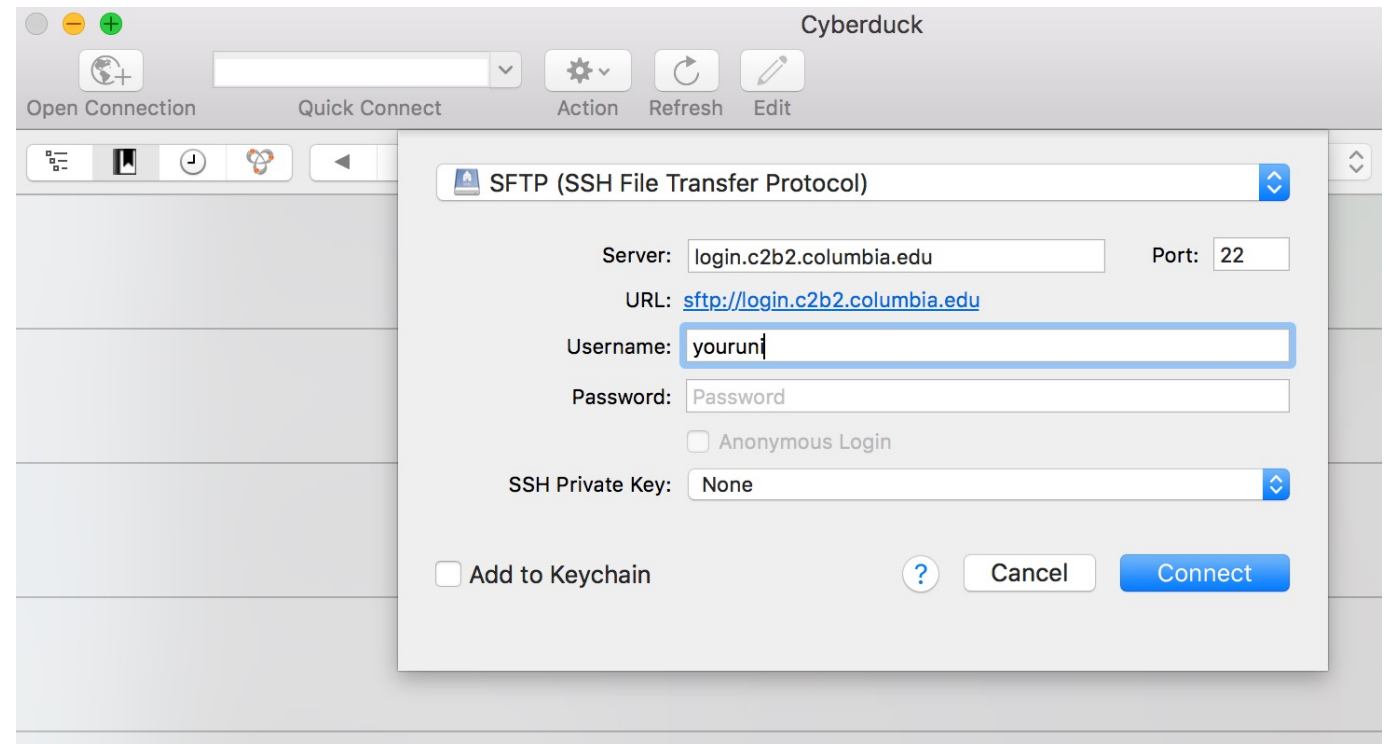 Cyberduck
Open Connection Quick Connect Action Refresh Edit
SFTP (SSH File Transfer Protocol)
Server: login.c2b2.columbia.edu Port: 22
URL: sftp://login.c2b2.columbia.edu
Username: youruni
Password: Password
Anonymous Login
SSH Private Key: None
Add to Keychain ? Cancel Connect